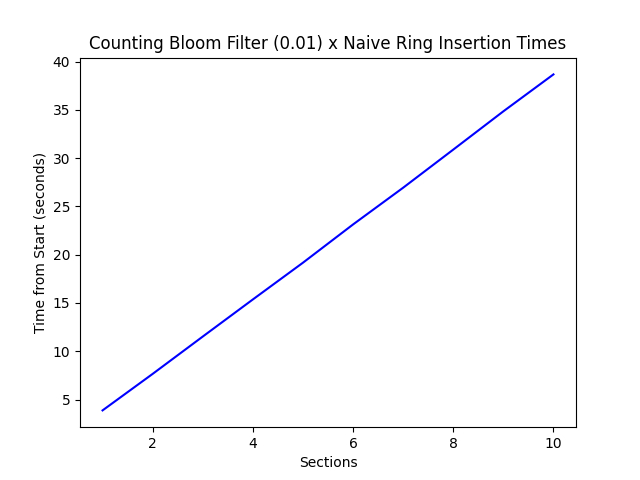 Counting Bloom Filter (0.01) x Naive Ring Insertion Times
40
35
30
25
20
15
10
5
Time from Start (seconds)
2 4 6 8 10
Sections